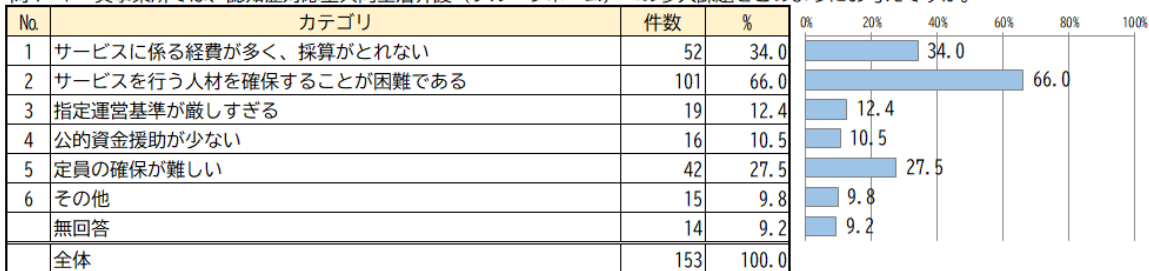 No. カテゴリ 件数 % 0% 20% 40% 60% 80% 100%
1 サービスに係る経費が多く、採算がとれない 52 34.0 34.0
2 サービスを行う人材を確保することが困難である 101 66.0 66.0
3 指定運営基準が厳しすぎる 19 12.4 12.4
4 公的資金援助が少ない 16 10.5 10.5
5 定員の確保が難しい 42 27.5 27.5
6 その他 15 9.8 9.8
無回答 14 9.2 9.2
全体 153 100.0